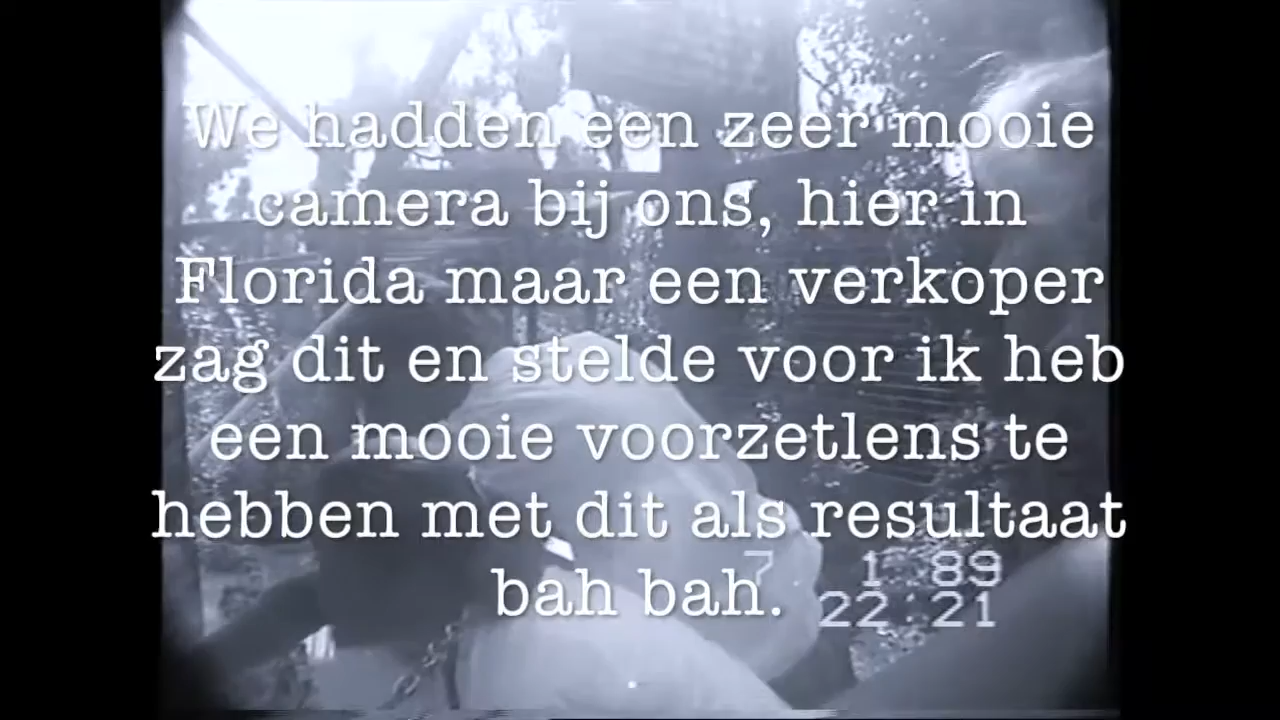 We hadden een zeer mooie
camera bij ons, hier in
Florida maar een verkoper
zag dit en stelde voor ik heb
een mooie voorzetlens te
hebben met dit als resultaat
bah bah.
7 1 89
22:21